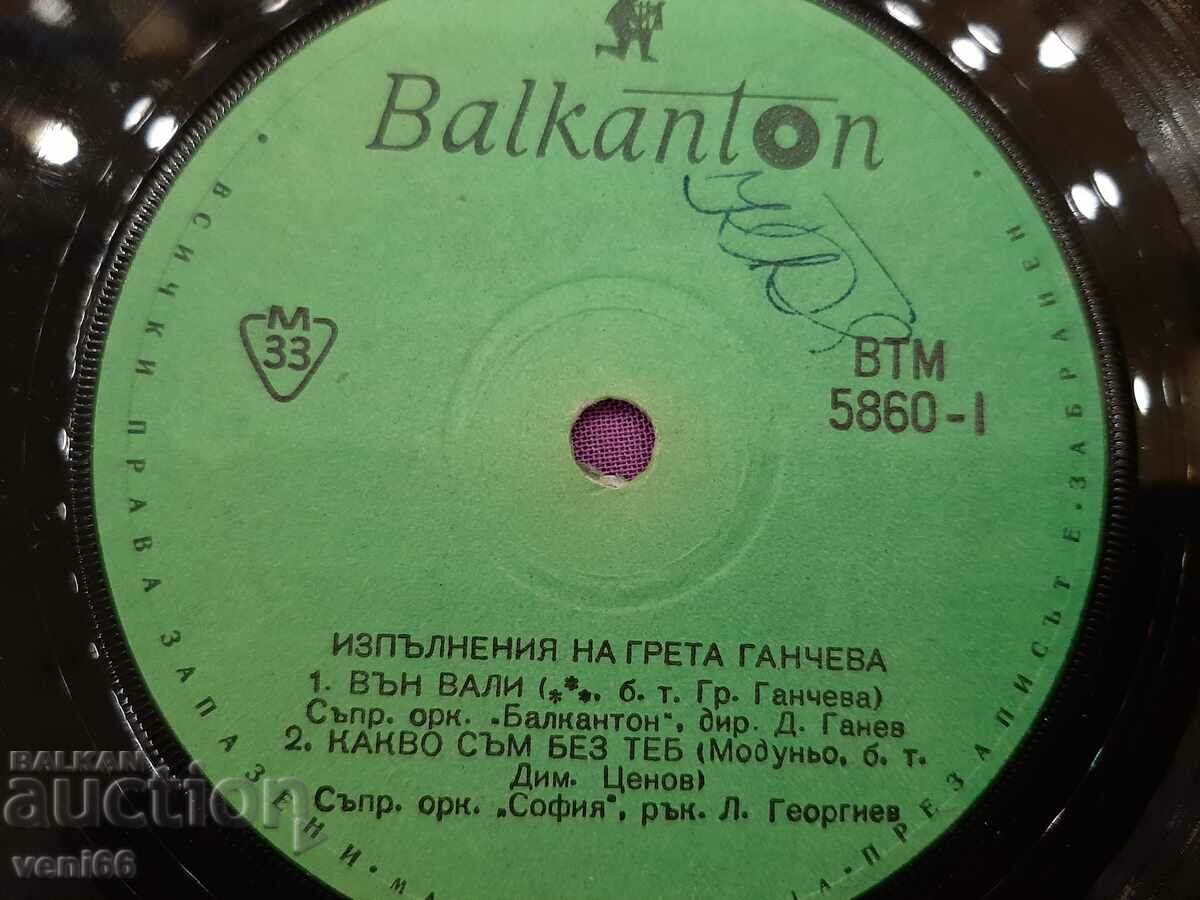 Balkanton
М
33
ВТМ
5860-I
ИЗПЪЛНЕНИЯ НА ГРЕТА ГАНЧЕВА
1. ВЪН ВАЛИ (***, б. т. Гр. Ганчева)
Съпр. орк. „Балкантон", дир. Д. Ганев
2. КАКВО СЪМ БЕЗ ТЕБ (Модуньо, б. т.
Дим. Ценов)
Съпр. орк. „София", рък. Л. Георгиев
• ВСИЧКИ ПРАВА ЗАПАЗЕНИ •
• ПРЕЗАПИСЪТ Е ЗАБРАНЕН •
BALKAN
auction
veni66